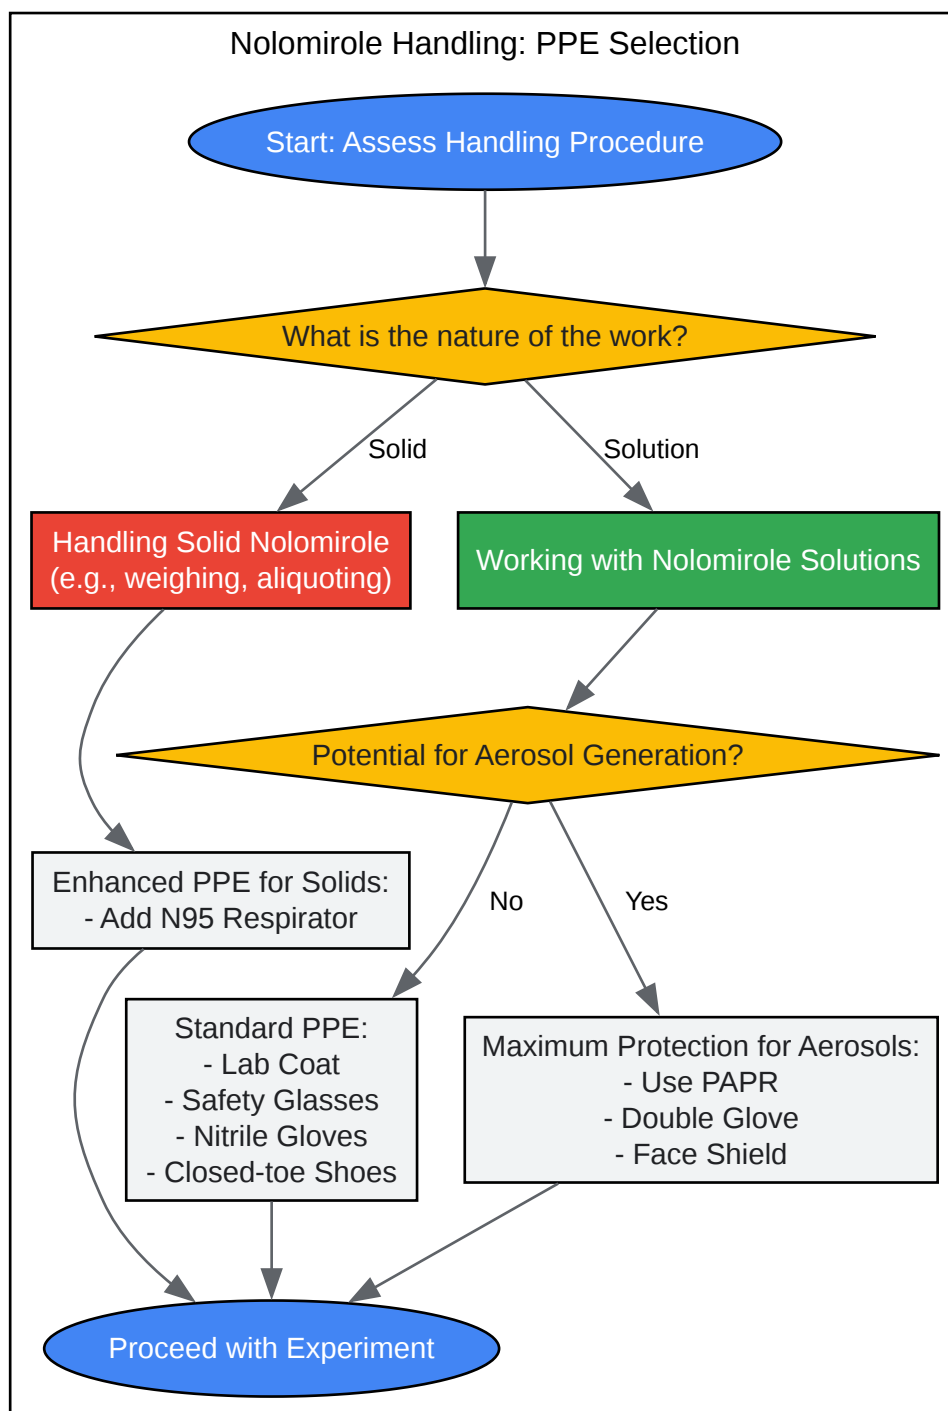 Nolomirole Handling: PPE Selection
Start: Assess Handling Procedure
What is the nature of the work?
Solid
Solution
Handling Solid Nolomirole
(e.g., weighing, aliquoting)
Working with Nolomirole Solutions
Potential for Aerosol Generation?
Enhanced PPE for Solids:
- Add N95 Respirator
No
Yes
Standard PPE:
- Lab Coat
- Safety Glasses
- Nitrile Gloves
- Closed-toe Shoes
Maximum Protection for Aerosols:
- Use PAPR
- Double Glove
- Face Shield
Proceed with Experiment